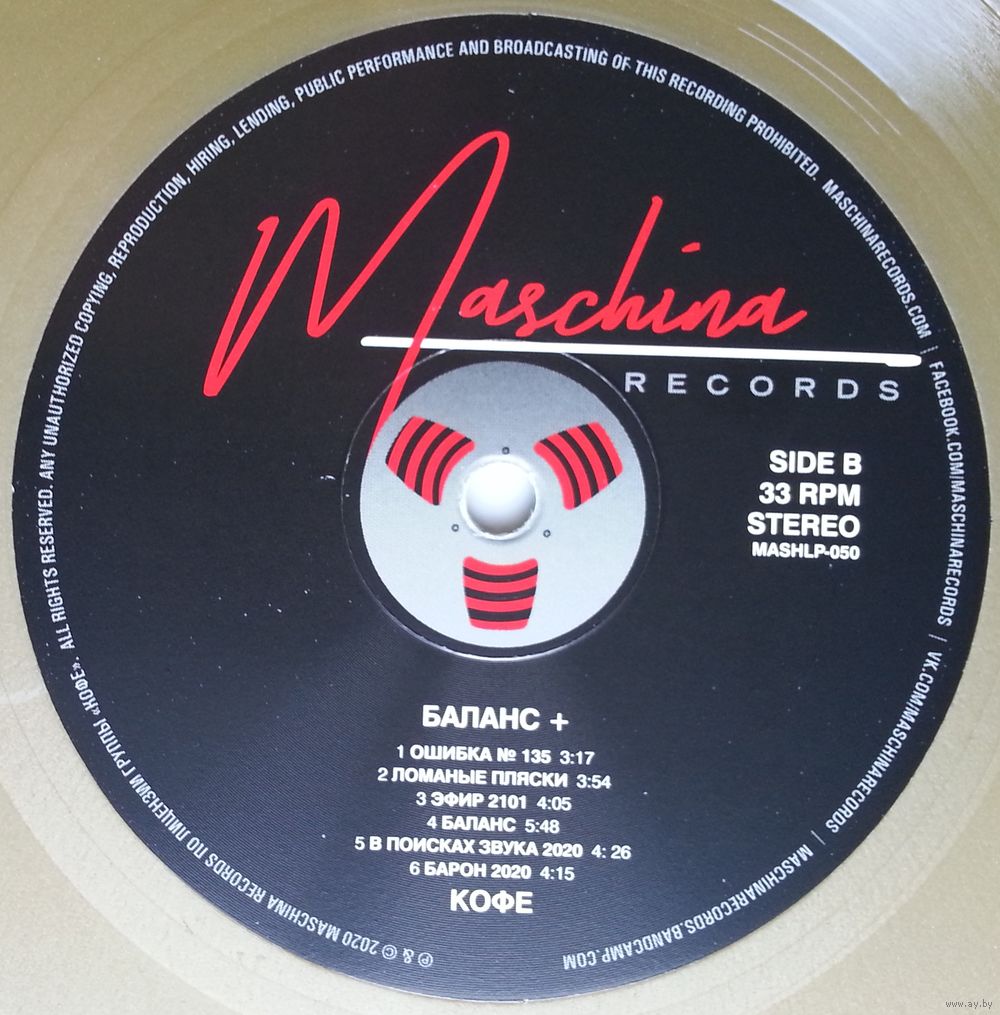 Maschina
RECORDS
SIDE B
33 RPM
STEREO
MASHLP-050
БАЛАНС +
1 ОШИБКА № 135 3:17
2 ЛОМАНЫЕ ПЛЯСКИ 3:54
3 ЭФИР 2101 4:05
4 БАЛАНС 5:48
5 В ПОИСКАХ ЗВУКА 2020 4: 26
6 БАРОН 2020 4:15
КОФЕ
℗ & © 2020 MASCHINA RECORDS ПО ЛИЦЕНЗИИ ГРУППЫ «КОФЕ». ALL RIGHTS RESERVED. ANY UNAUTHORIZED COPYING, REPRODUCTION, HIRING, LENDING, PUBLIC PERFORMANCE AND BROADCASTING OF THIS RECORDING PROHIBITED. MASCHINARECORDS.COM | FACEBOOK.COM/MASCHINARECORDS | VK.COM/MASCHINARECORDS | MASCHINARECORDS.BANDCAMP.COM
www.ay.by